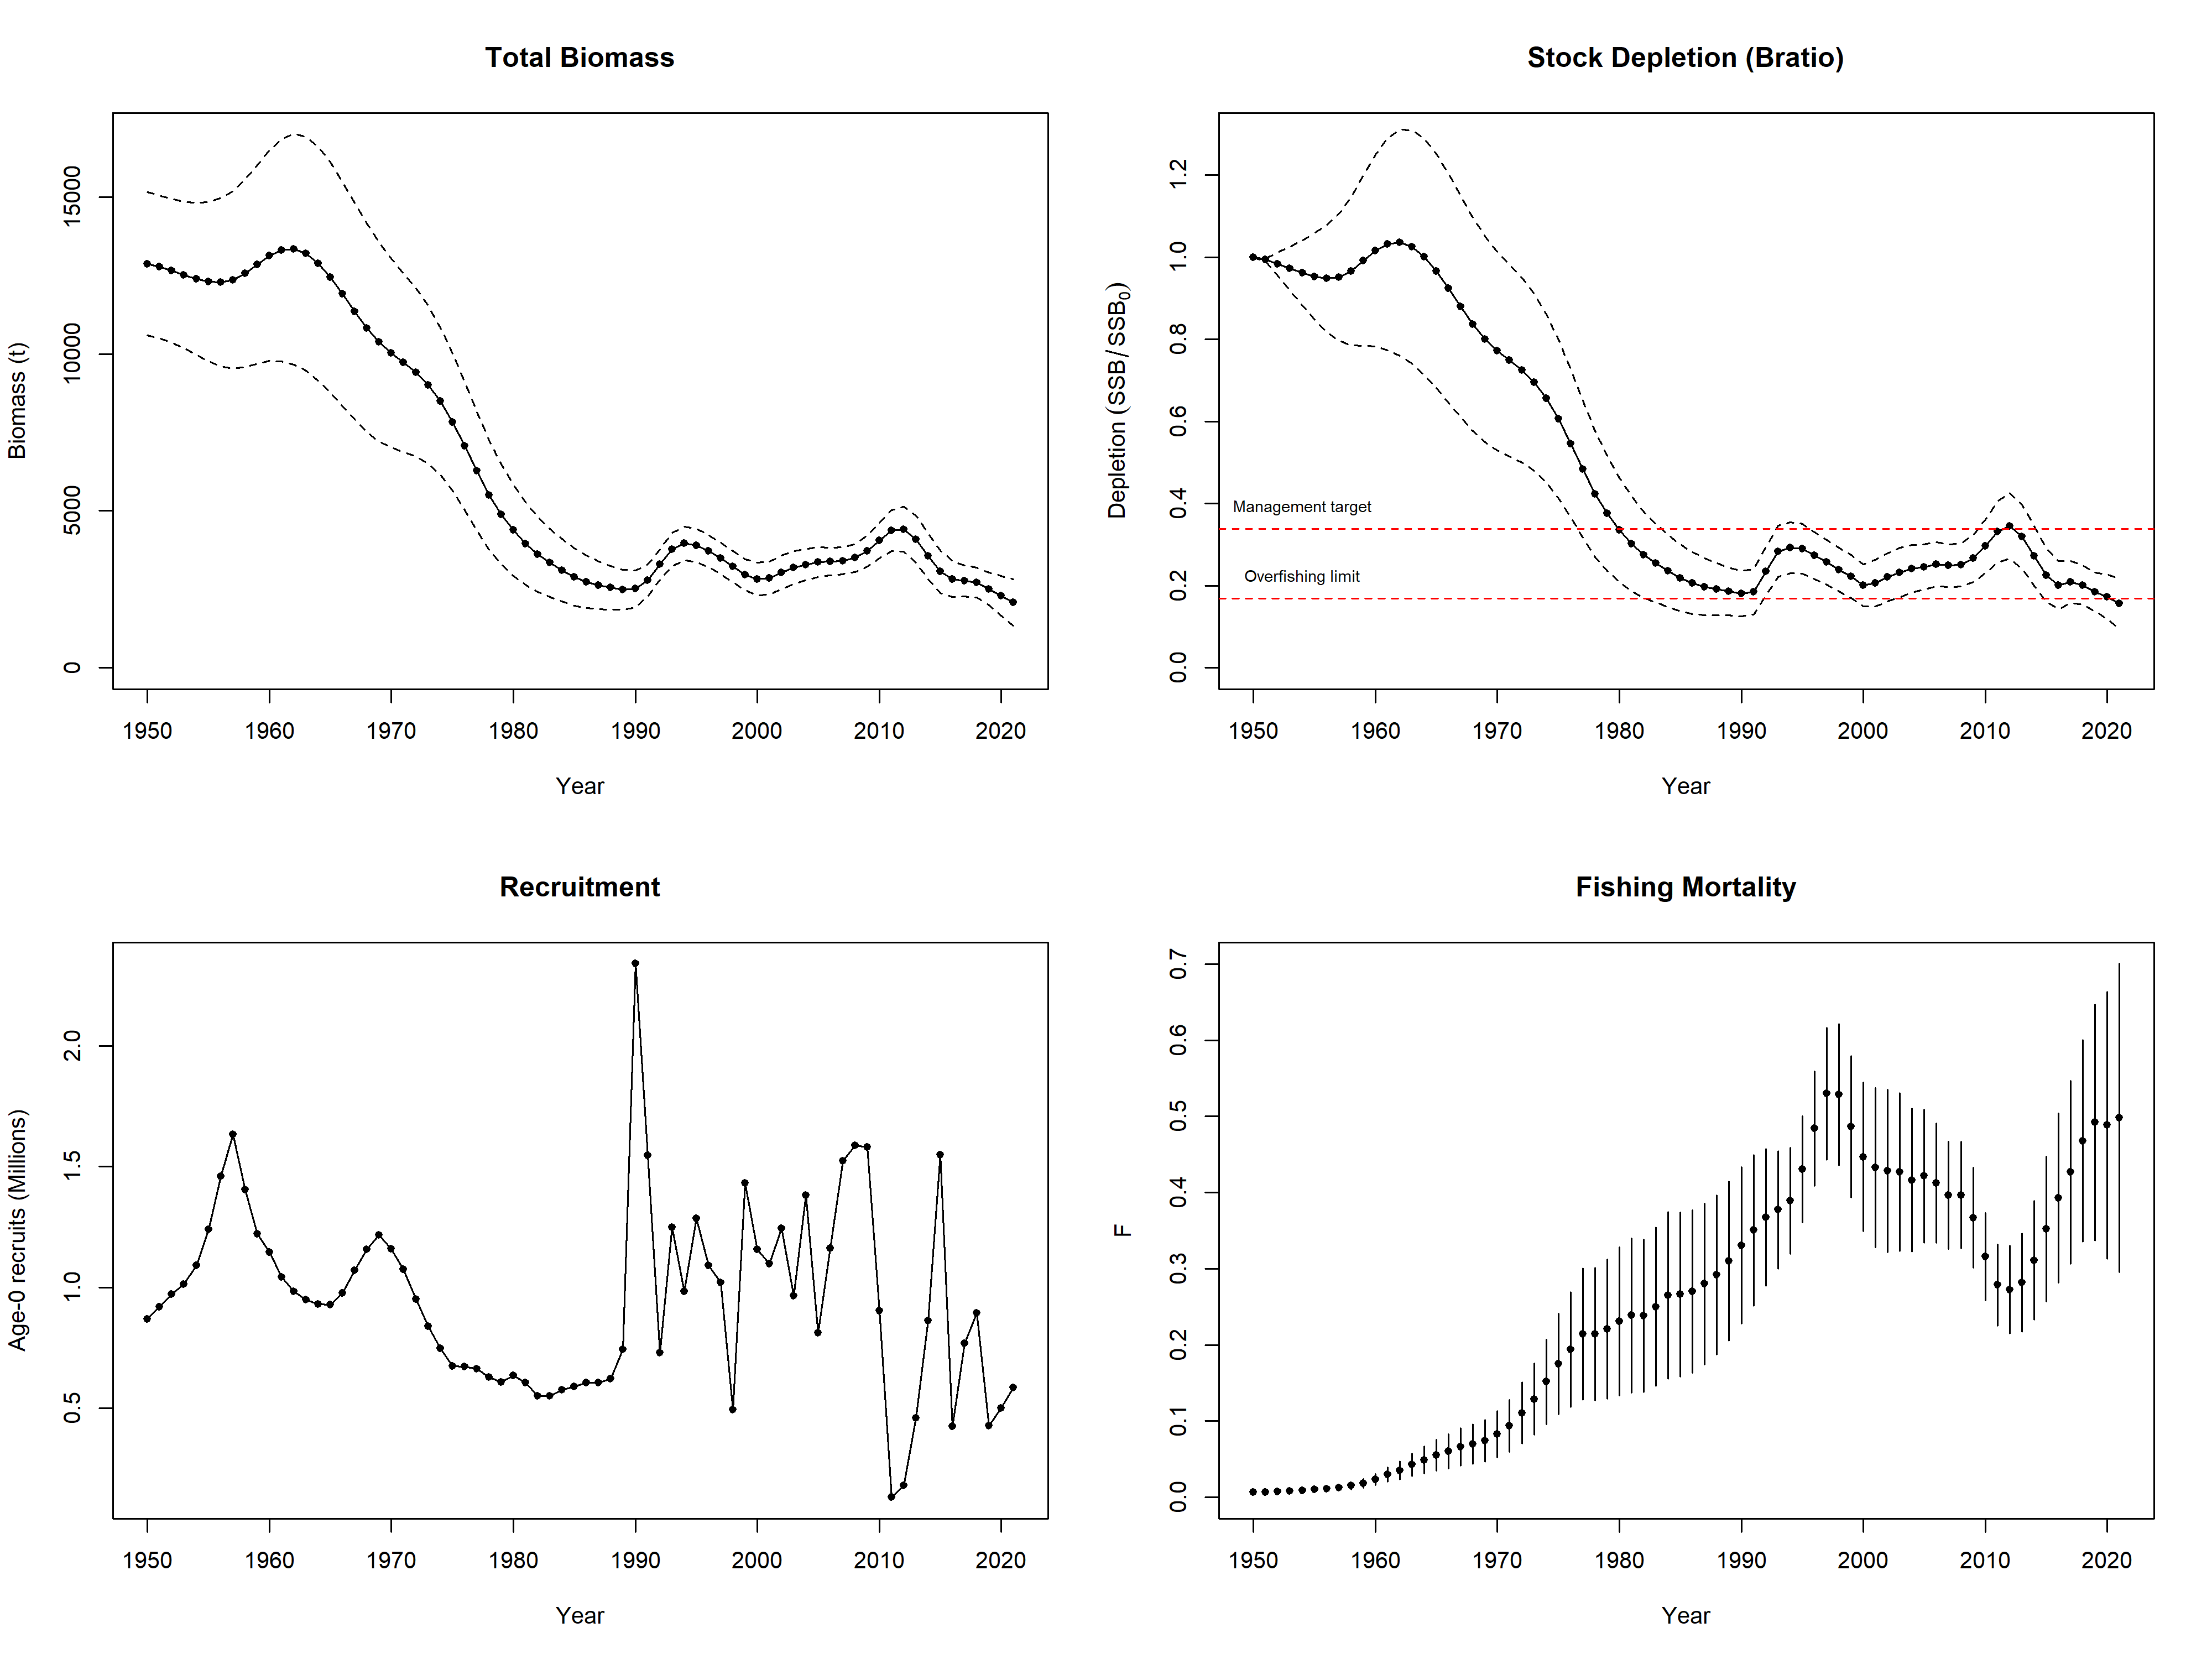 Total Biomass
Biomass (t)
15000
10000
5000
0
1950 1960 1970 1980 1990 2000 2010 2020
Year
Stock Depletion (Bratio)
Depletion (SSB/SSB₀)
1.2
1.0
0.8
0.6
0.4
0.2
0.0
Management target
Overfishing limit
1950 1960 1970 1980 1990 2000 2010 2020
Year
Recruitment
Age-0 recruits (Millions)
2.0
1.5
1.0
0.5
1950 1960 1970 1980 1990 2000 2010 2020
Year
Fishing Mortality
F
0.7
0.6
0.5
0.4
0.3
0.2
0.1
0.0
1950 1960 1970 1980 1990 2000 2010 2020
Year